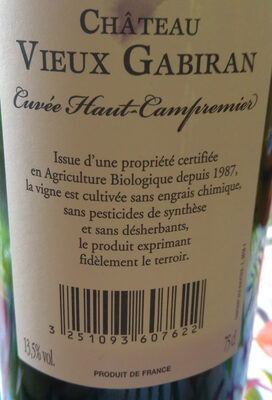 CHÂTEAU
VIEUX GABIRAN
Cuvée Haut-Campremier
Issue d'une propriété certifiée
en Agriculture Biologique depuis 1987,
la vigne est cultivée sans engrais chimique,
sans pesticides de synthèse
et sans désherbants,
le produit exprimant
fidèlement le terroir.
13,5% vol.
3 251093 607622
75 cl
PRODUIT DE FRANCE